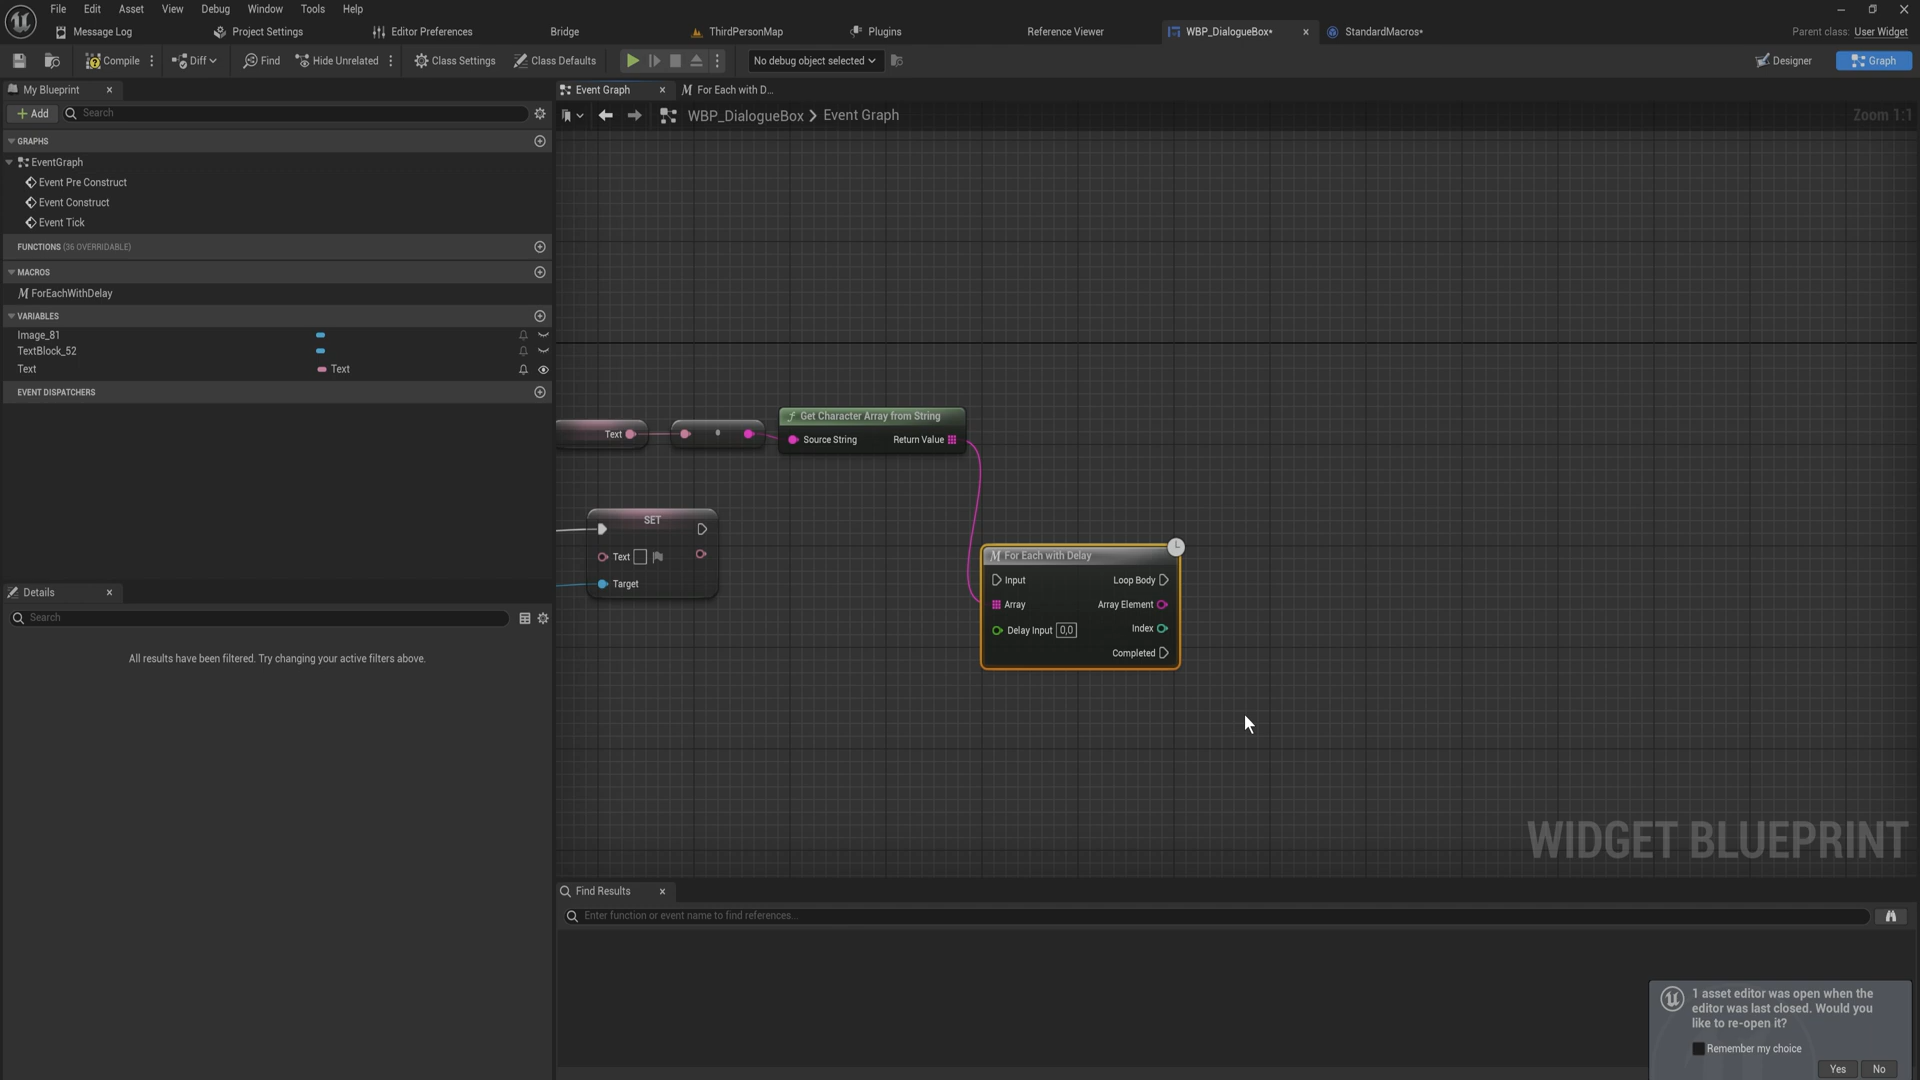 File Edit Asset View Debug Window Tools Help
Message Log Project Settings Editor Preferences Bridge ThirdPersonMap Plugins Reference Viewer WBP_DialogueBox• StandardMacros• Parent class: User Widget
Compile Diff Find Hide Unrelated Class Settings Class Defaults No debug object selected Designer Graph
My Blueprint Event Graph For Each with D...
+ Add Search WBP_DialogueBox > Event Graph Zoom 1:1
GRAPHS
EventGraph
Event Pre Construct
Event Construct
Event Tick
FUNCTIONS (36 OVERRIDABLE)
MACROS
ForEachWithDelay
VARIABLES
Image_81
TextBlock_52
Text Text
EVENT DISPATCHERS
Get Character Array from String
Text Source String Return Value
SET
Text
Target
For Each with Delay
Input Loop Body
Array Array Element
Delay Input 0,0 Index
Completed
Details
Search
All results have been filtered. Try changing your active filters above.
WIDGET BLUEPRINT
Find Results
Enter function or event name to find references...
1 asset editor was open when the
editor was last closed. Would you
like to re-open it?
Remember my choice
Yes No